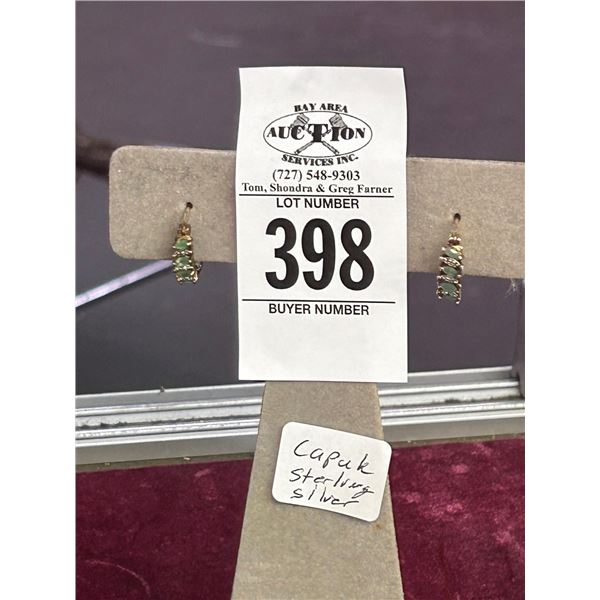 BAY AREA
AUCTION
SERVICES INC.
(727) 548-9303
Tom, Shondra & Greg Farner
LOT NUMBER
398
BUYER NUMBER
Capuk
Sterlung
Silver